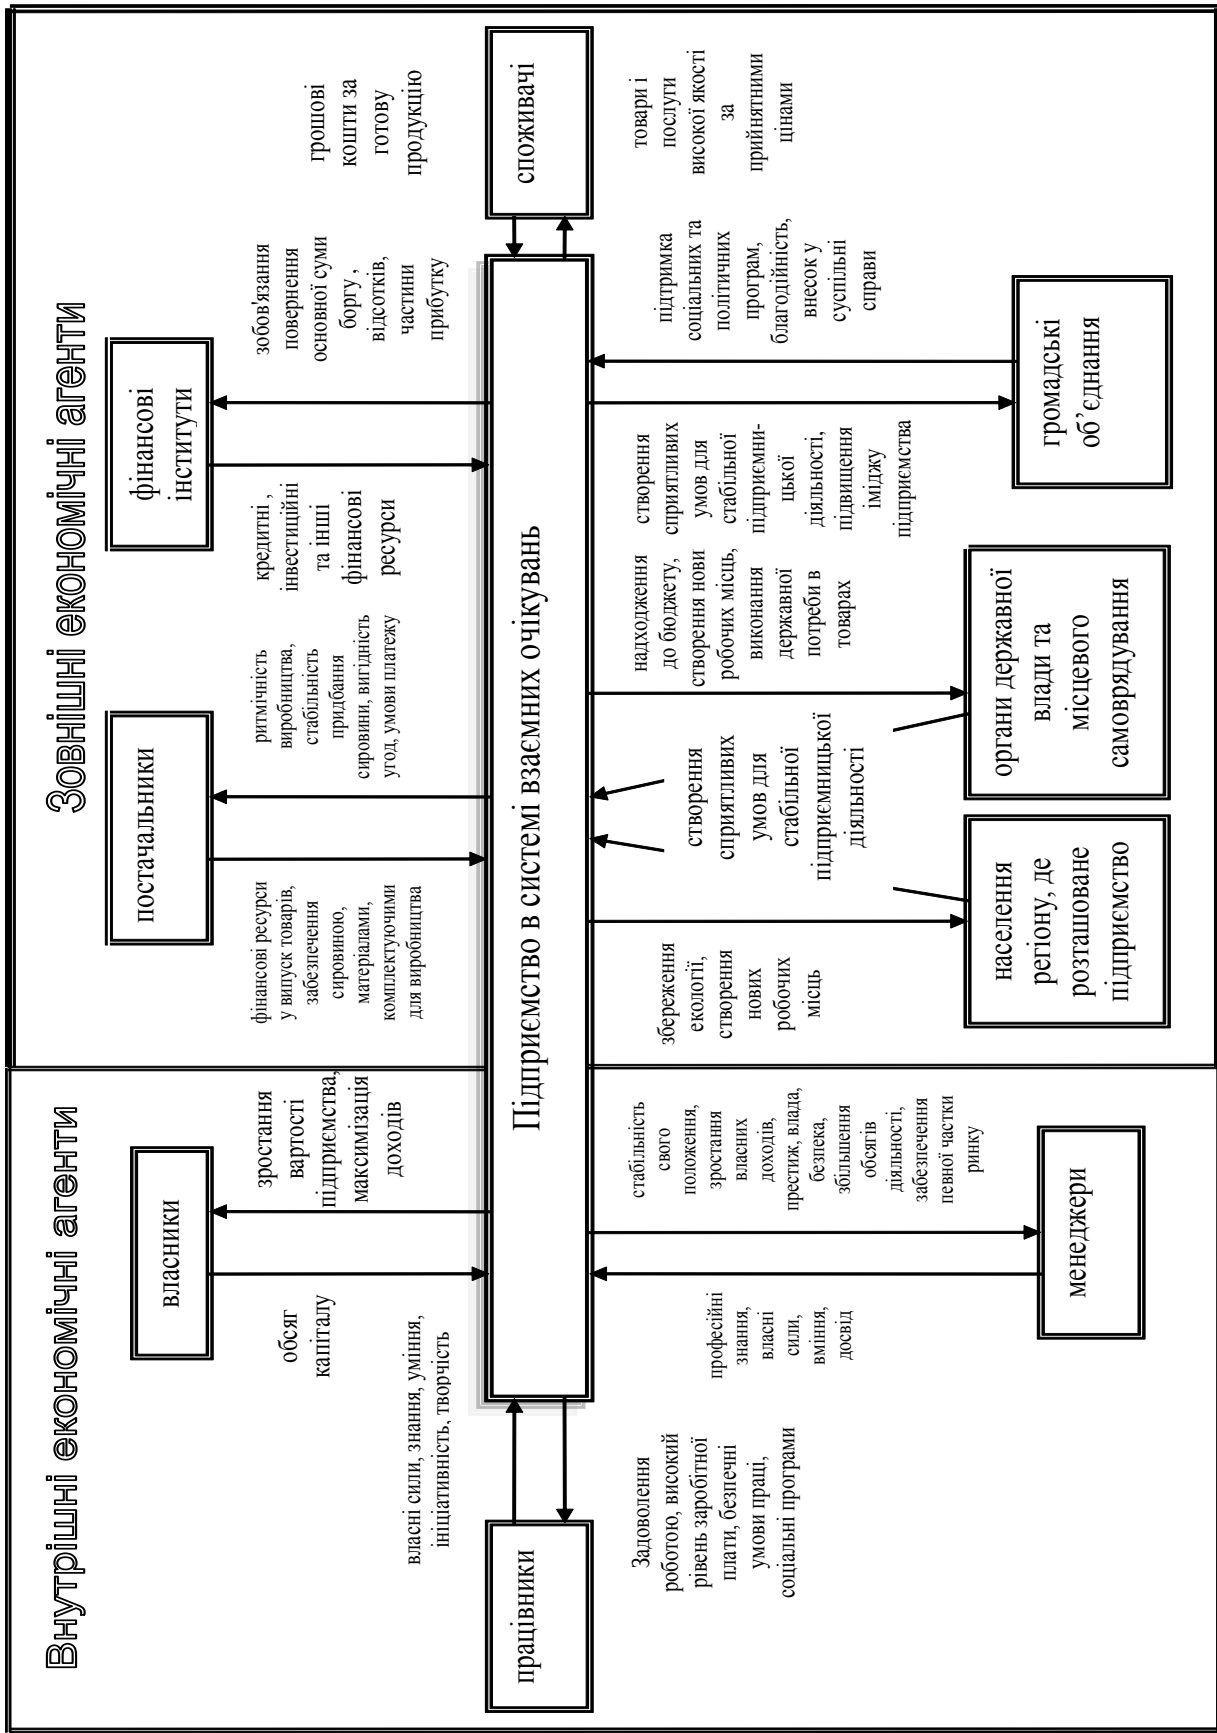 Внутрішні економічні агенти
Зовнішні економічні агенти
власники
постачальники
фінансові
інститути
обсяг
капіталу
зростання
вартості
підприємства,
максимизація
доходів
фінансові ресурси
у випуск товарів,
забезпечення
сировиною,
матеріалами,
комплектуючими
для виробництва
ритмічність
виробництва,
стабільність
придбання
сировини, вигідність
угод, умови платежу
кредитні ,
інвестиційні
та інші
фінансові
ресурси
зобов'язання
повернення
основної суми
боргу ,
відсотків,
частини
прибутку
грошові
кошти за
готову
продукцію
власні сили, знання, уміння,
ініціативність, творчість
працівники
Підприємство в системі взаємних очікувань
споживачі
Задоволення
роботою, високий
рівень заробітної
плати, безпечні
умови праці,
соціальні програми
професійні
знання,
власні
сили,
вміння,
досвід
стабільність
свого
положення,
зростання
власних
доходів,
престиж, влада,
безпека,
збільшення
обсягів
діяльності,
забезпечення
певної частки
ринку
збереження
екології,
створення
нових
робочих
місць
створення
сприятливих
умов для
стабільної
підприємницької
діяльності
надходження
до бюджету,
створення нови
робочих місць,
виконання
державної
потреби в
товарах
створення
сприятливих
умов для
стабільної
підприємни-
цької
діяльності,
підвищення
іміджу
підприємства
підтримка
соціальних та
політичних
програм,
благодійність,
внесок у
суспільні
справи
товари і
послуги
високої якості
за
прийнятними
цінами
менеджери
населення
регіону, де
розташоване
підприємство
органи державної
влади та
місцевого
самоврядування
громадські
об’єднання